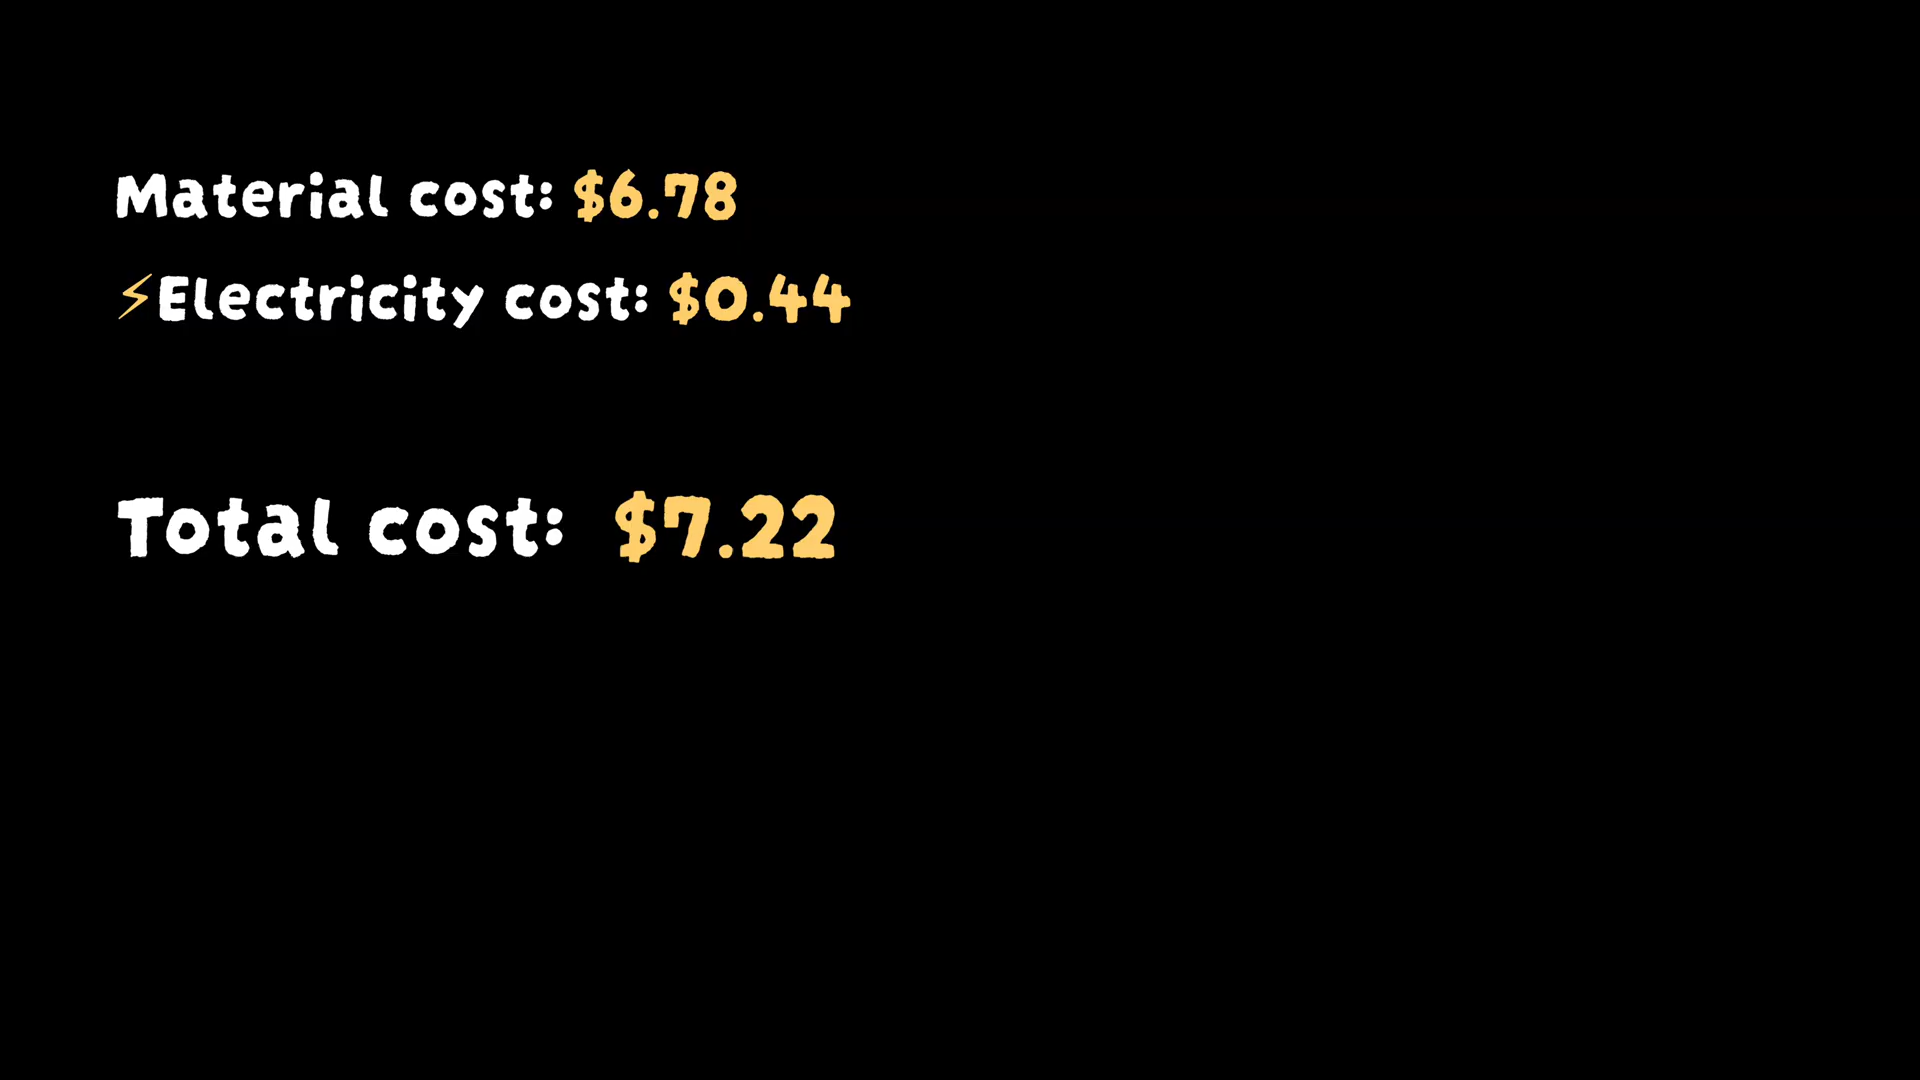 Material cost: $6.78
⚡Electricity cost: $0.44
Total cost: $7.22